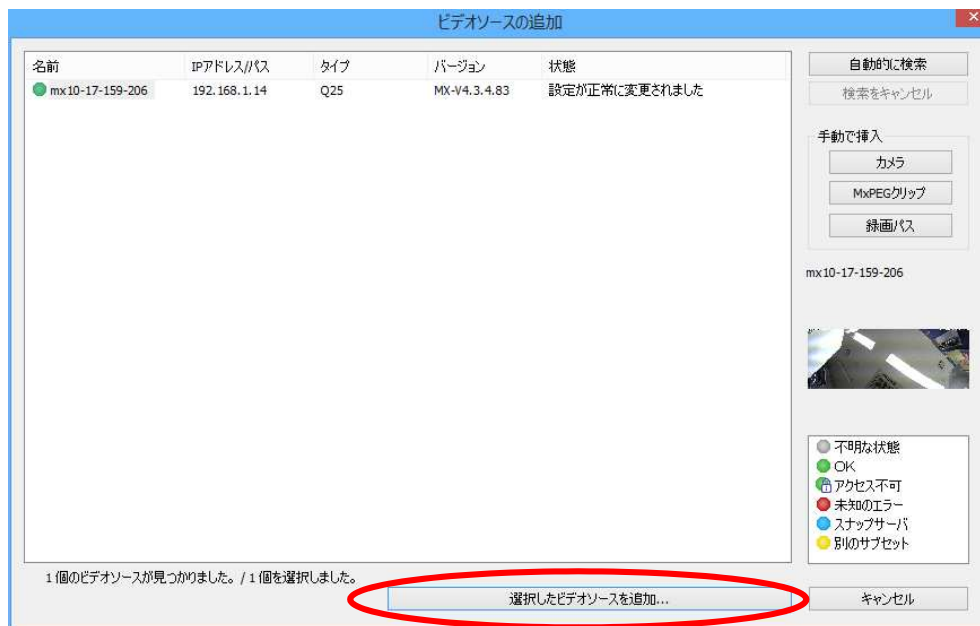 ビデオソースの追加
名前 IPアドレス/パス タイプ バージョン 状態
mx10-17-159-206 192.168.1.14 Q25 MX-V4.3.4.83 設定が正常に変更されました
自動的に検索
検索をキャンセル
手動で挿入
カメラ
MxPEGクリップ
録画パス
mx10-17-159-206
不明な状態
OK
アクセス不可
未知のエラー
スナップサーバ
別のサブセット
1個のビデオソースが見つかりました。/1個を選択しました。
選択したビデオソースを追加...
キャンセル